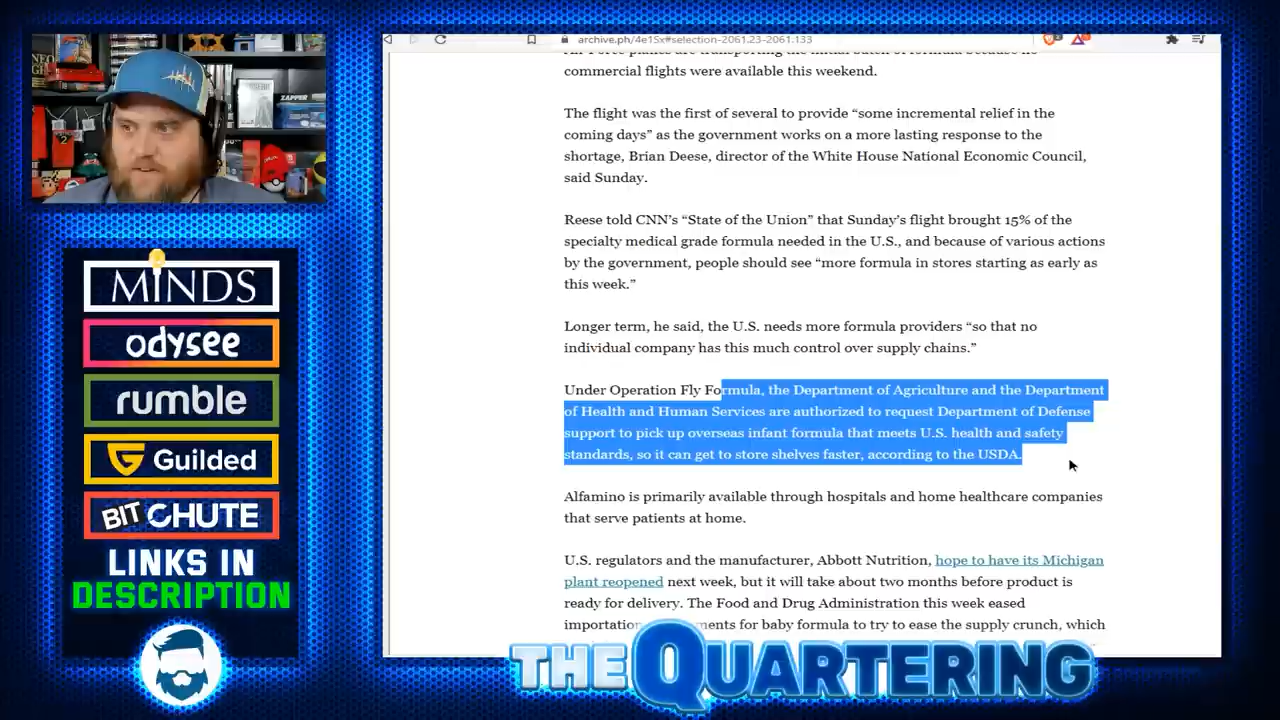 archive.ph/4e1Sx#selection-2061.23-2061.133
commercial flights were available this weekend.
The flight was the first of several to provide “some incremental relief in the
coming days” as the government works on a more lasting response to the
shortage, Brian Deese, director of the White House National Economic Council,
said Sunday.
Reese told CNN’s “State of the Union” that Sunday’s flight brought 15% of the
specialty medical grade formula needed in the U.S., and because of various actions
by the government, people should see “more formula in stores starting as early as
this week.”
Longer term, he said, the U.S. needs more formula providers “so that no
individual company has this much control over supply chains.”
Under Operation Fly Formula, the Department of Agriculture and the Department
of Health and Human Services are authorized to request Department of Defense
support to pick up overseas infant formula that meets U.S. health and safety
standards, so it can get to store shelves faster, according to the USDA.
Alfamino is primarily available through hospitals and home healthcare companies
that serve patients at home.
U.S. regulators and the manufacturer, Abbott Nutrition, hope to have its Michigan
plant reopened next week, but it will take about two months before product is
ready for delivery. The Food and Drug Administration this week eased
for baby formula to try to ease the supply crunch, which
ZAPPER
MINDS
odysee
rumble
Guilded
BITCHUTE
LINKS IN
DESCRIPTION
THE QUARTERING